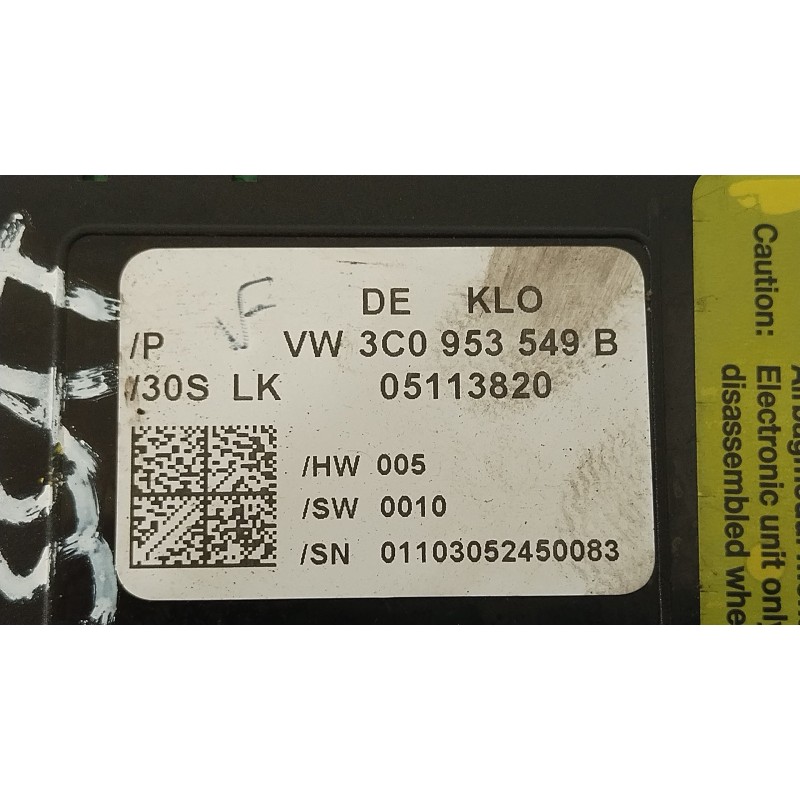 DE KLO
/P VW 3C0 953 549 B
/30S LK 05113820
/HW 005
/SW 0010
/SN 01103052450083
Caution:
Electronic unit only
disassembled